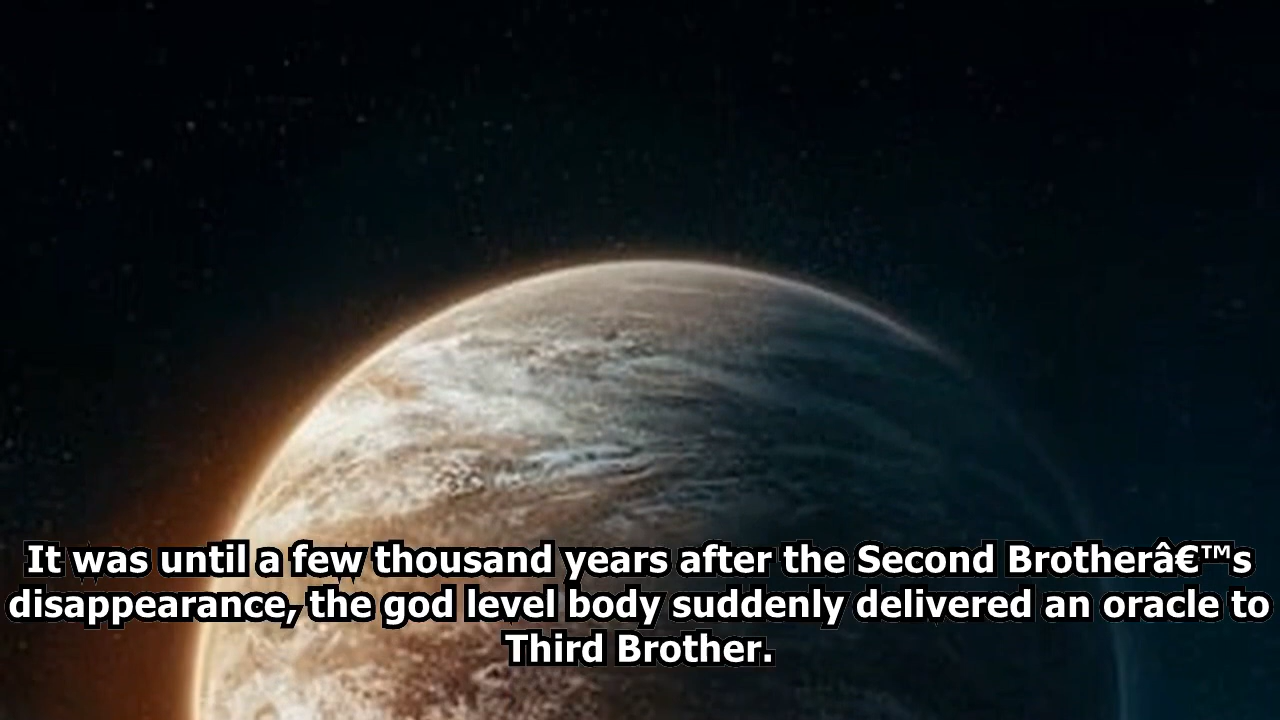 It was until a few thousand years after the Second Brotherâ€™s
disappearance, the god level body suddenly delivered an oracle to
Third Brother.